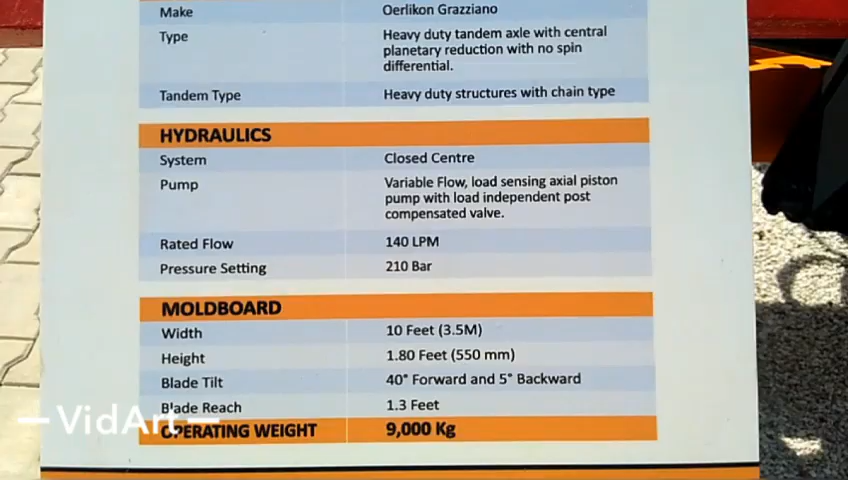 Make Oerlikon Grazziano
Type Heavy duty tandem axle with central
planetary reduction with no spin
differential.
Tandem Type Heavy duty structures with chain type
HYDRAULICS
System Closed Centre
Pump Variable Flow, load sensing axial piston
pump with load independent post
compensated valve.
Rated Flow 140 LPM
Pressure Setting 210 Bar
MOLDBOARD
Width 10 Feet (3.5M)
Height 1.80 Feet (550 mm)
Blade Tilt 40° Forward and 5° Backward
Blade Reach 1.3 Feet
OPERATING WEIGHT 9,000 Kg
VidArt